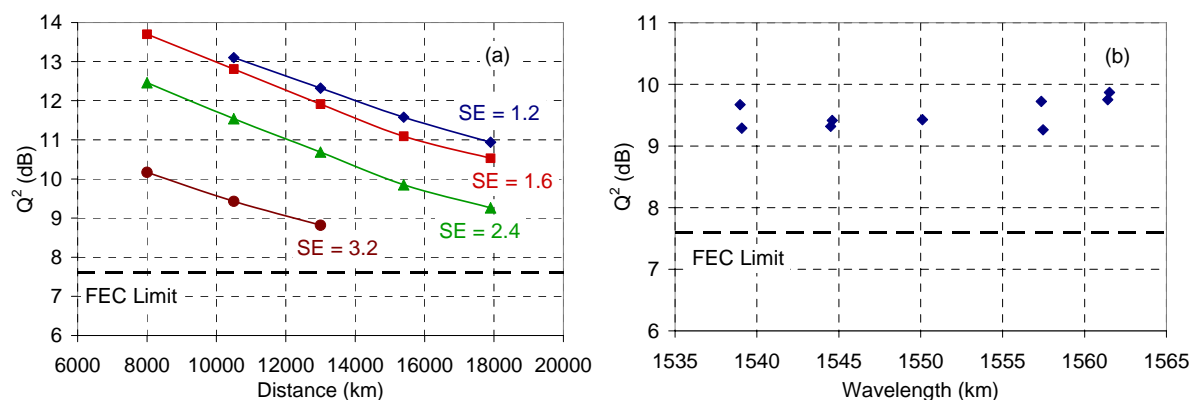 14
13
12
11
10
9
8
7
6
Q² (dB)
(a)
SE = 1.2
SE = 1.6
SE = 2.4
SE = 3.2
FEC Limit
6000 8000 10000 12000 14000 16000 18000 20000
Distance (km)
11
10
9
8
7
6
Q² (dB)
(b)
FEC Limit
1535 1540 1545 1550 1555 1560 1565
Wavelength (km)